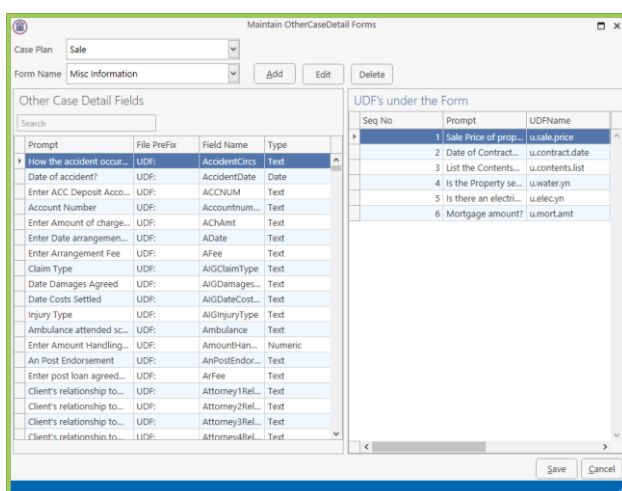 Maintain OtherCaseDetail Forms
Case Plan Sale
Form Name Misc Information Add Edit Delete
Other Case Detail Fields
Search
Prompt File PreFix Field Name Type
How the accident occur... UDF: AccidentCircs Text
Date of accident? UDF: AccidentDate Date
Enter ACC Deposit Acco... UDF: ACCNUM Text
Account Number UDF: Accountnum... Text
Enter Amount of charge... UDF: AChAmt Text
Enter Date arrangemen... UDF: ADate Text
Enter Arrangement Fee UDF: AFee Text
Claim Type UDF: AIGClaimType Text
Date Damages Agreed UDF: AIGDamages... Text
Date Costs Settled UDF: AIGDateCost... Text
Injury Type UDF: AIGInjuryType Text
Ambulance attended sc... UDF: Ambulance Text
Enter Amount Handling... UDF: AmountHan... Numeric
An Post Endorsement UDF: AnPostEndor... Text
Enter post loan agreed... UDF: ArFee Text
Client's relationship to... UDF: Attorney1Rel... Text
Client's relationship to... UDF: Attorney2Rel... Text
Client's relationship to... UDF: Attorney3Rel... Text
Client's relationship to... UDF: Attorney4Rel... Text
UDF's under the Form
Seq No Prompt UDFName
1 Sale Price of prop... u.sale.price
2 Date of Contract... u.contract.date
3 List the Contents... u.contents.list
4 Is the Property se... u.water.yn
5 Is there an electri... u.elec.yn
6 Mortgage amount? u.mort.amt
Save Cancel